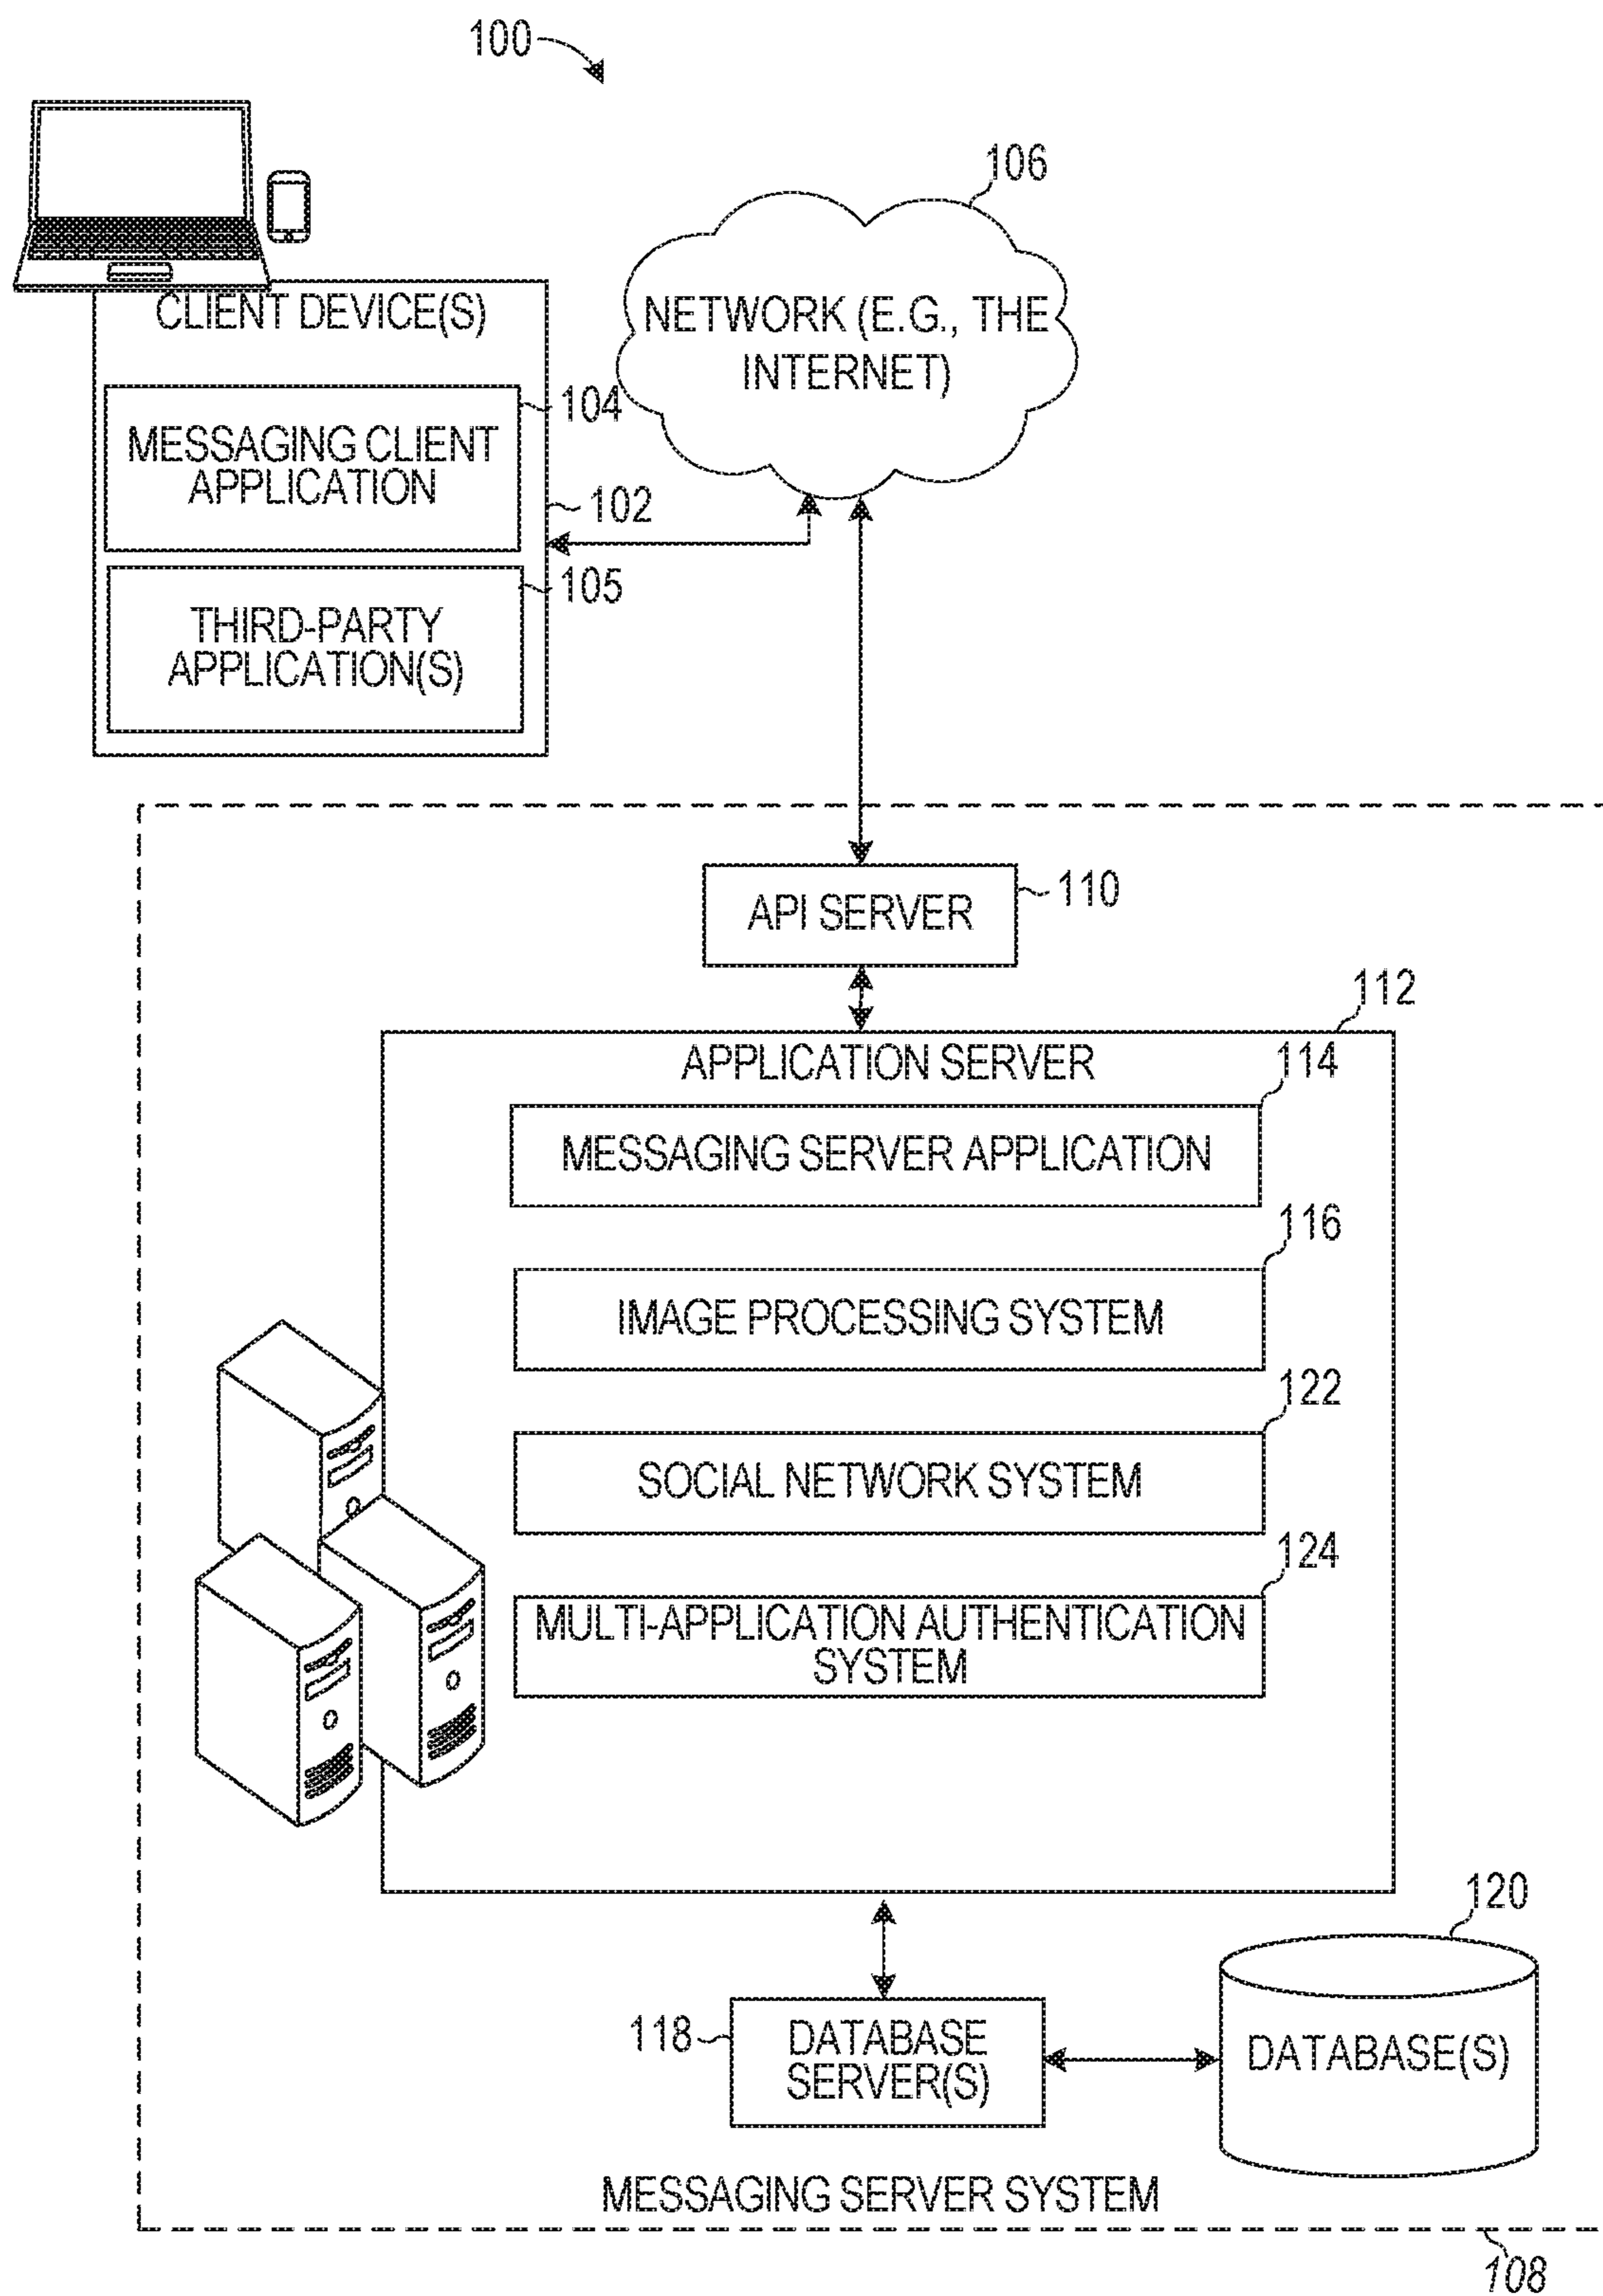 100
106
NETWORK (E.G., THE
INTERNET)
CLIENT DEVICE(S)
104
MESSAGING CLIENT
APPLICATION
102
105
THIRD-PARTY
APPLICATION(S)
API SERVER
110
112
APPLICATION SERVER
114
MESSAGING SERVER APPLICATION
116
IMAGE PROCESSING SYSTEM
122
SOCIAL NETWORK SYSTEM
124
MULTI-APPLICATION AUTHENTICATION
SYSTEM
120
118
DATABASE
SERVER(S)
DATABASE(S)
MESSAGING SERVER SYSTEM
108